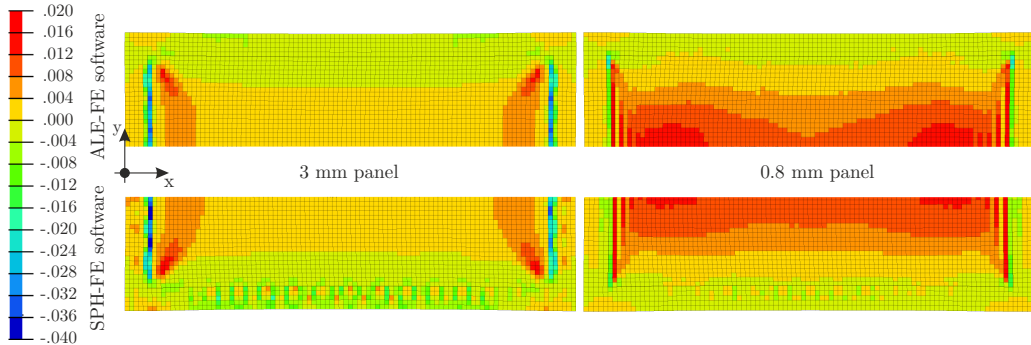 .020
.016
.012
.008
.004
.000
-.004
-.008
-.012
-.016
-.020
-.024
-.028
-.032
-.036
-.040
ALE-FE software
SPH-FE software
y
x
3 mm panel
0.8 mm panel